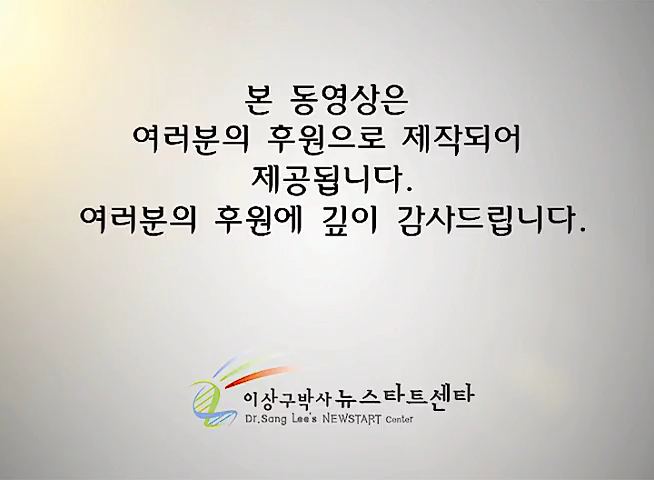 본 동영상은
여러분의 후원으로 제작되어
제공됩니다.
여러분의 후원에 깊이 감사드립니다.
이상구박사 뉴스타트센타
Dr.Sang Lee's NEWSTART Center